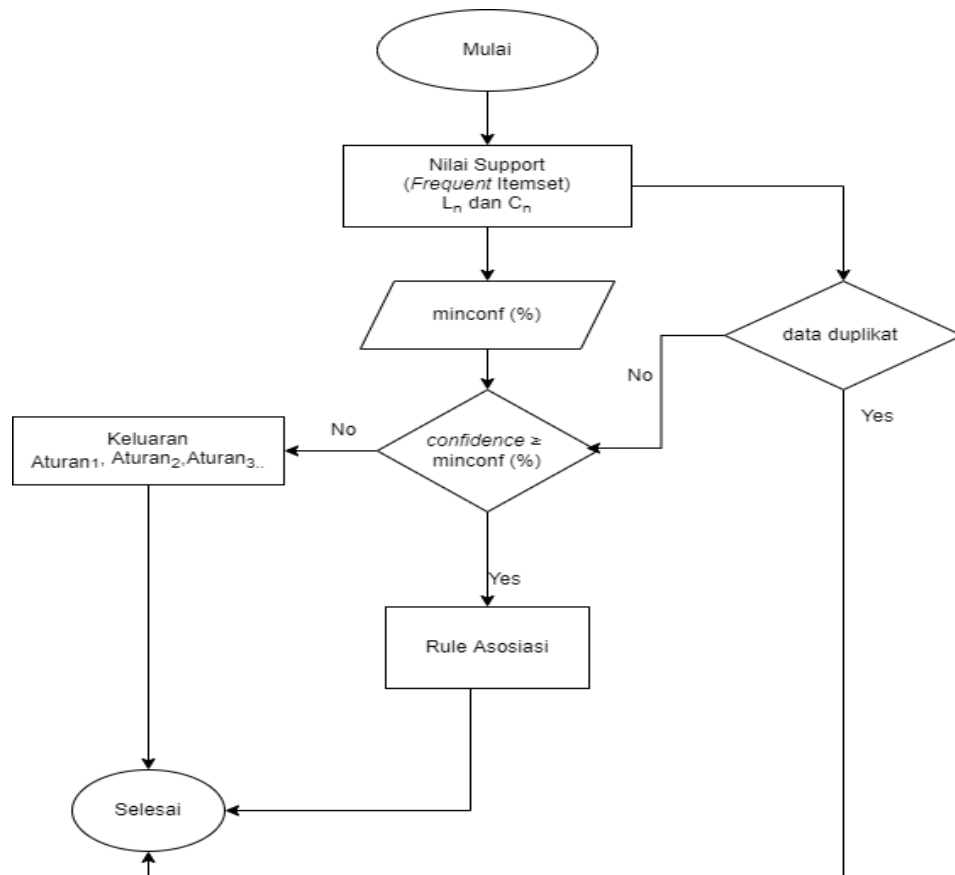 Mulai
Nilai Support
(Frequent Itemset)
Lₙ dan Cₙ
minconf (%)
data duplikat
No
Yes
confidence ≥
minconf (%)
No
Keluaran
Aturan₁, Aturan₂,Aturan₃..
Yes
Rule Asosiasi
Selesai